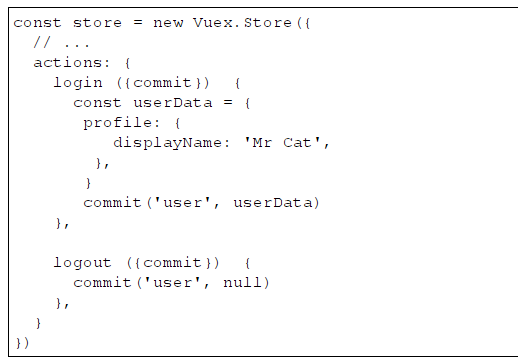 const store = new Vuex.Store({
  // ...
  actions: {
    login ({commit})  {
      const userData = {
       profile: {
          displayName: 'Mr Cat',
        },
       }
       commit('user', userData)
    },

    logout ({commit})  {
      commit('user', null)
    },
  }
})